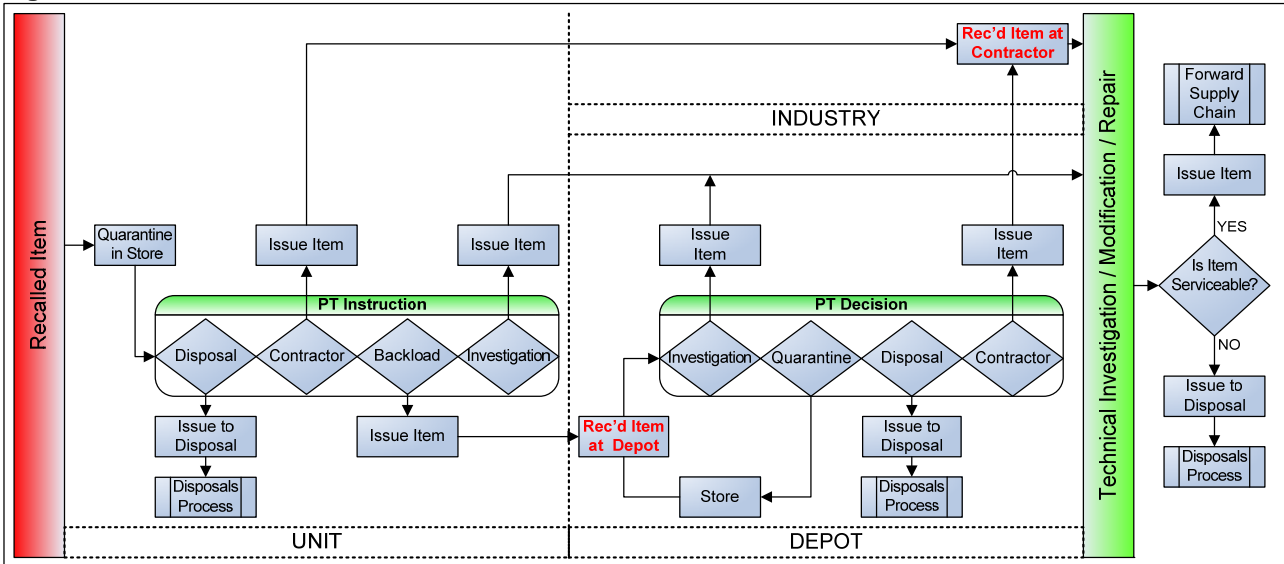 Recalled Item
Quarantine
in Store
Issue Item
Issue Item
PT Instruction
Disposal
Contractor
Backload
Investigation
Issue to
Disposal
Disposals
Process
Issue Item
UNIT
Rec'd Item at
Contractor
INDUSTRY
Issue
Item
Issue
Item
PT Decision
Investigation
Quarantine
Disposal
Contractor
Rec'd Item
at Depot
Store
Issue to
Disposal
Disposals
Process
DEPOT
Technical Investigation / Modification / Repair
Forward
Supply
Chain
Issue Item
YES
Is Item
Serviceable?
NO
Issue to
Disposal
Disposals
Process